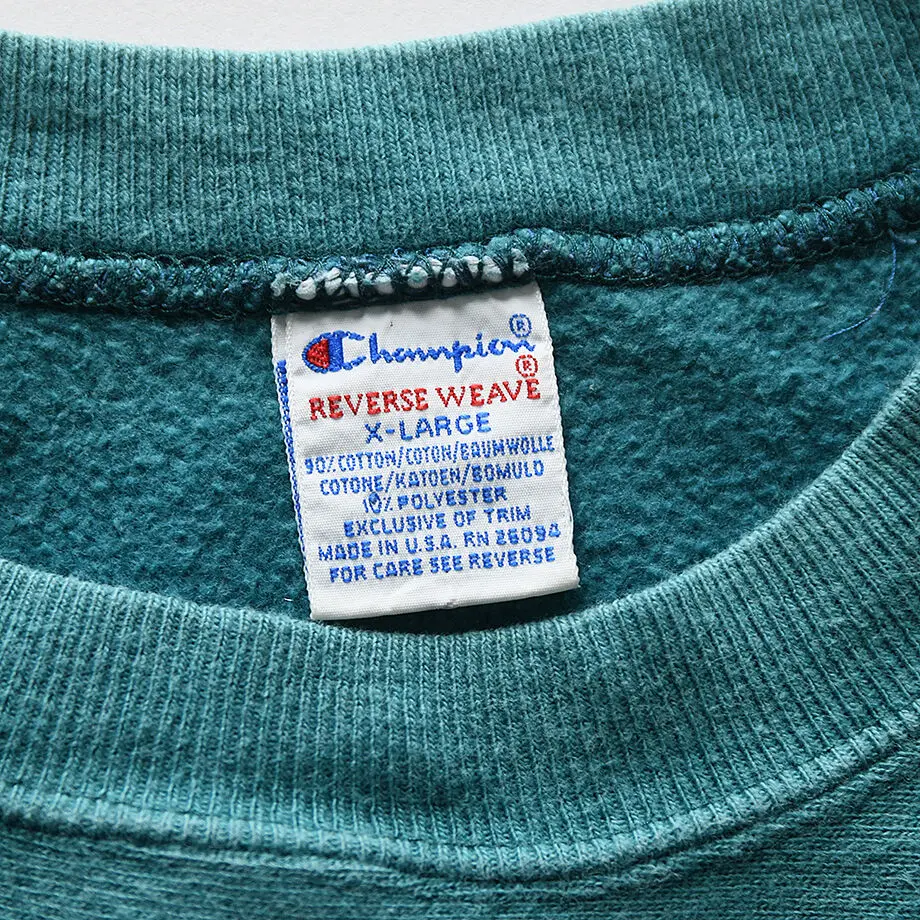 Champion®
REVERSE WEAVE®
X-LARGE
90% COTTON/COTON/BAUMWOLLE
COTONE/KATOEN/BOMULD
10% POLYESTER
EXCLUSIVE OF TRIM
MADE IN U.S.A. RN 26094
FOR CARE SEE REVERSE